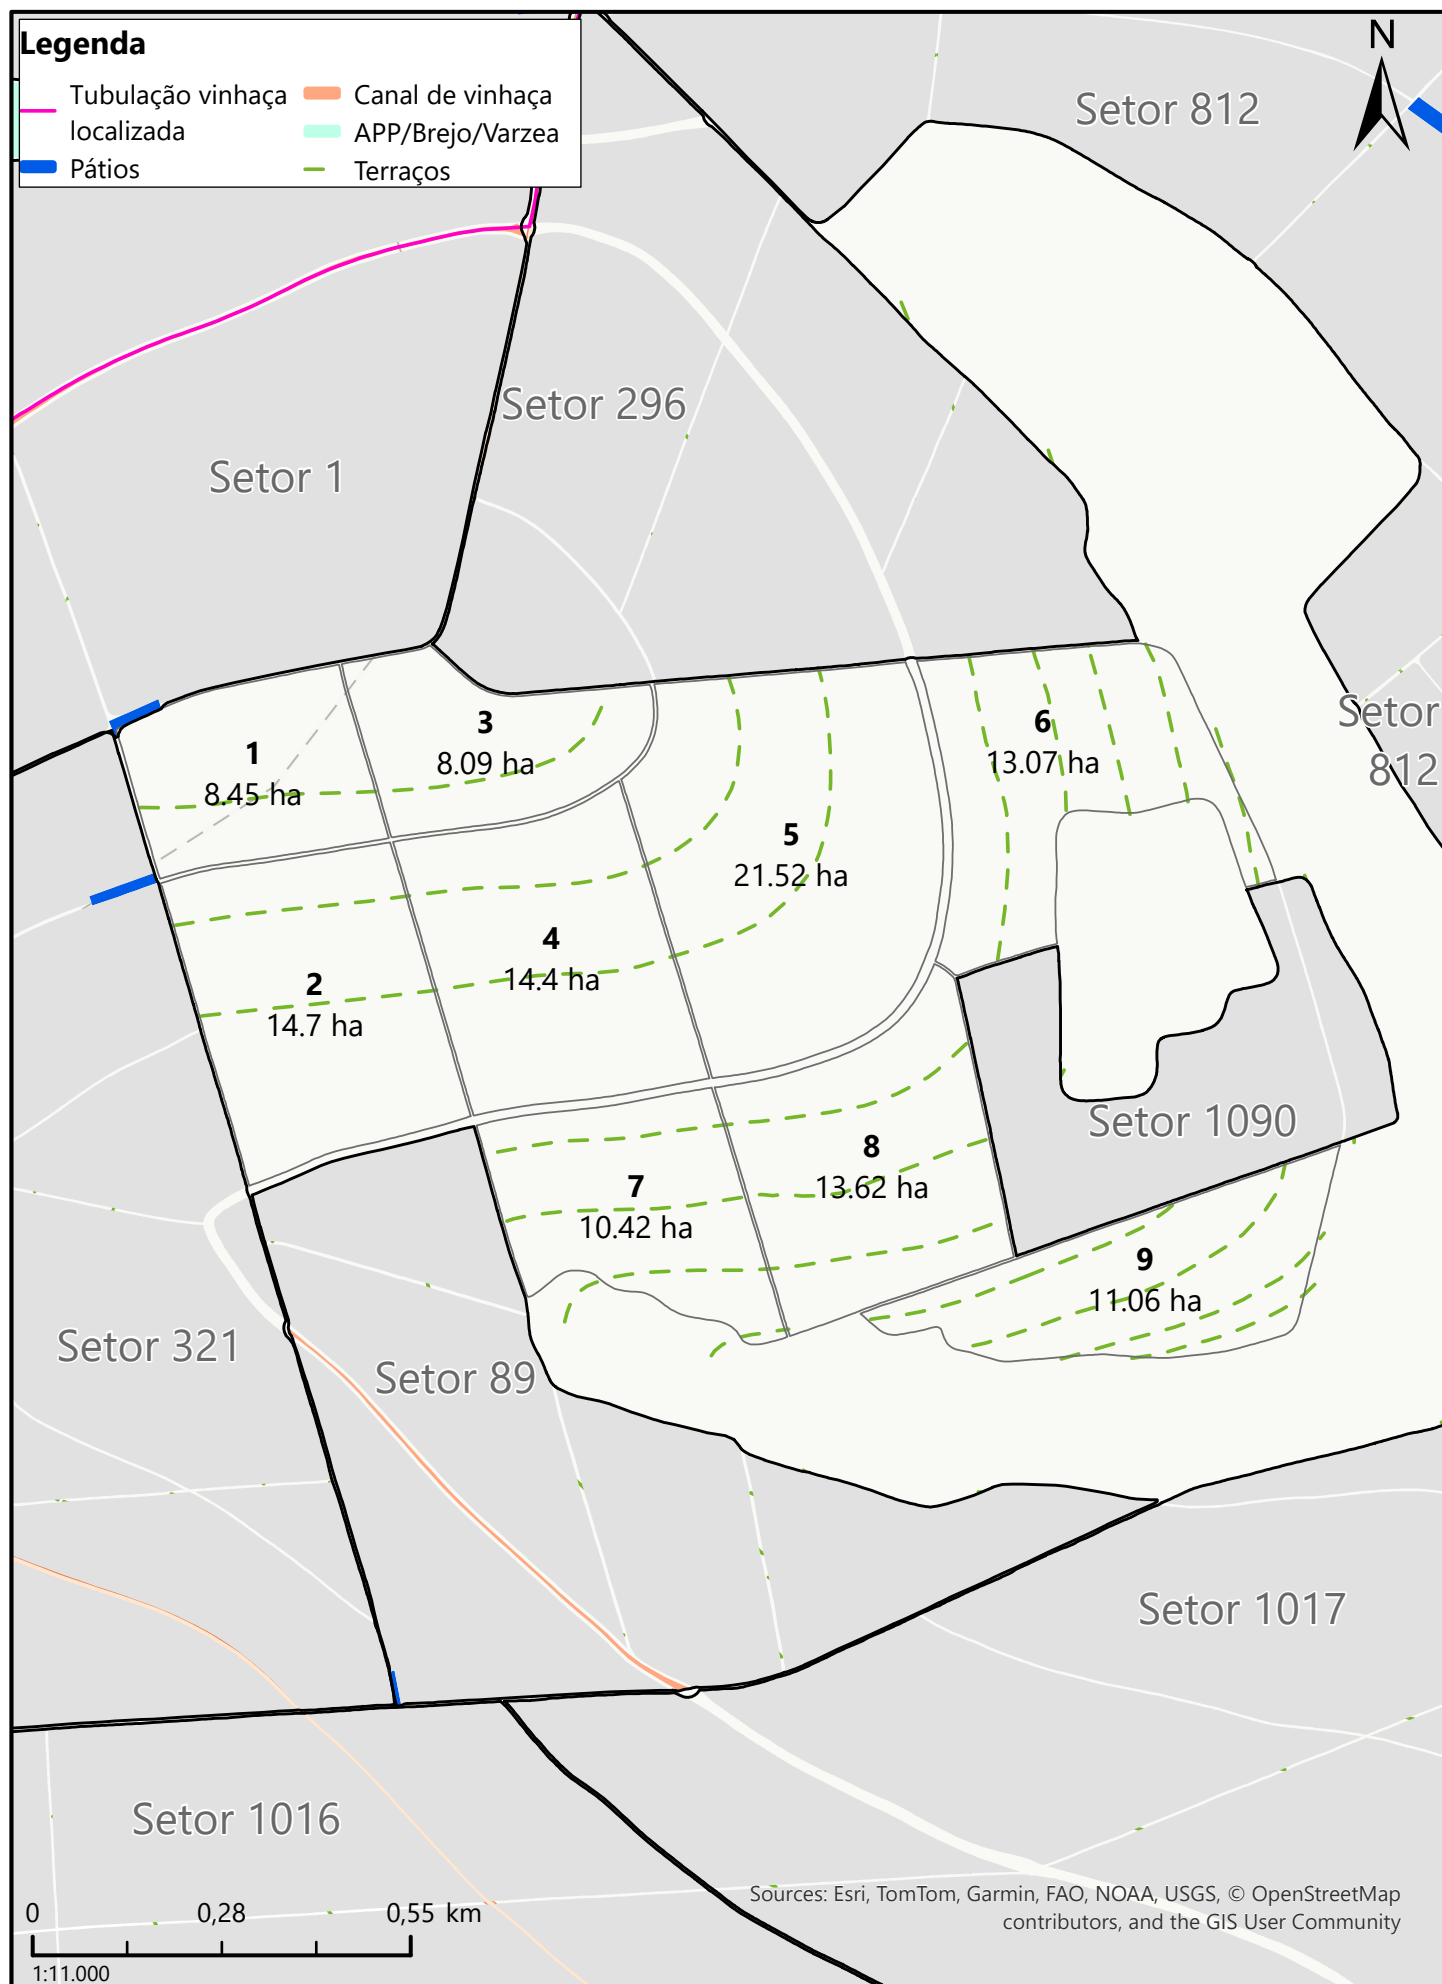 Legenda
Tubulação vinhaça
localizada
Pátios
Canal de vinhaça
APP/Brejo/Varzea
Terraços
N
Setor 812
Setor 296
Setor 1
Setor
812
1
8.45 ha
3
8.09 ha
6
13.07 ha
5
21.52 ha
4
14.4 ha
2
14.7 ha
Setor 1090
8
13.62 ha
7
10.42 ha
9
11.06 ha
Setor 321
Setor 89
Setor 1017
Setor 1016
Sources: Esri, TomTom, Garmin, FAO, NOAA, USGS, © OpenStreetMap
contributors, and the GIS User Community
0 0,28 0,55 km
1:11.000